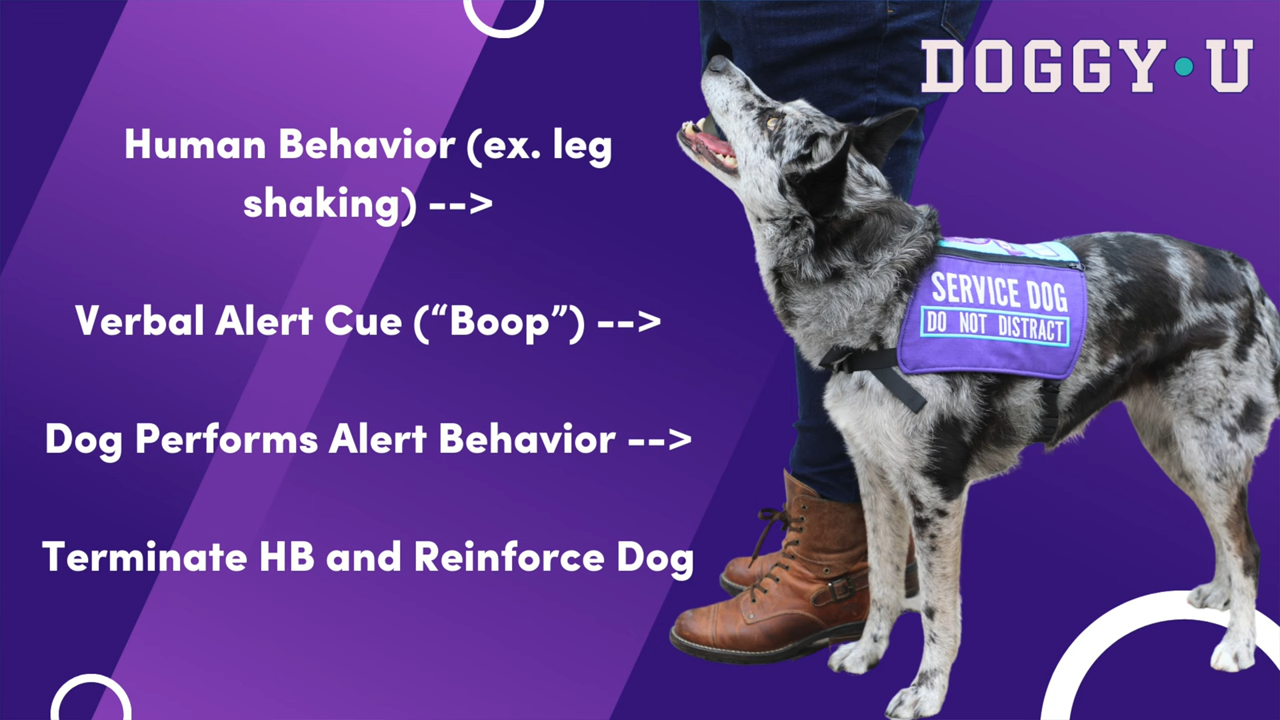 DOGGY•U
Human Behavior (ex. leg
shaking) -->
Verbal Alert Cue (“Boop”) -->
Dog Performs Alert Behavior -->
Terminate HB and Reinforce Dog
SERVICE DOG
DO NOT DISTRACT